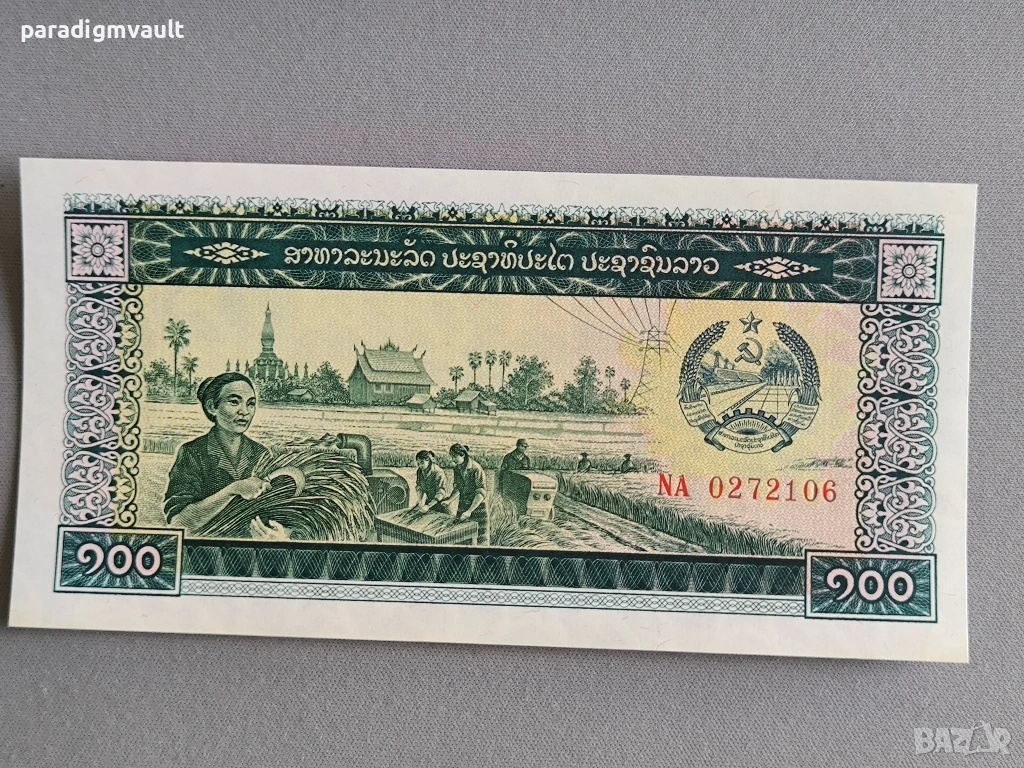 paradigmvault
ສາທາລະນະລັດ ປະຊາທິປະໄຕ ປະຊາຊົນລາວ
NA 0272106
໑໐໐
໑໐໐
BAZAR